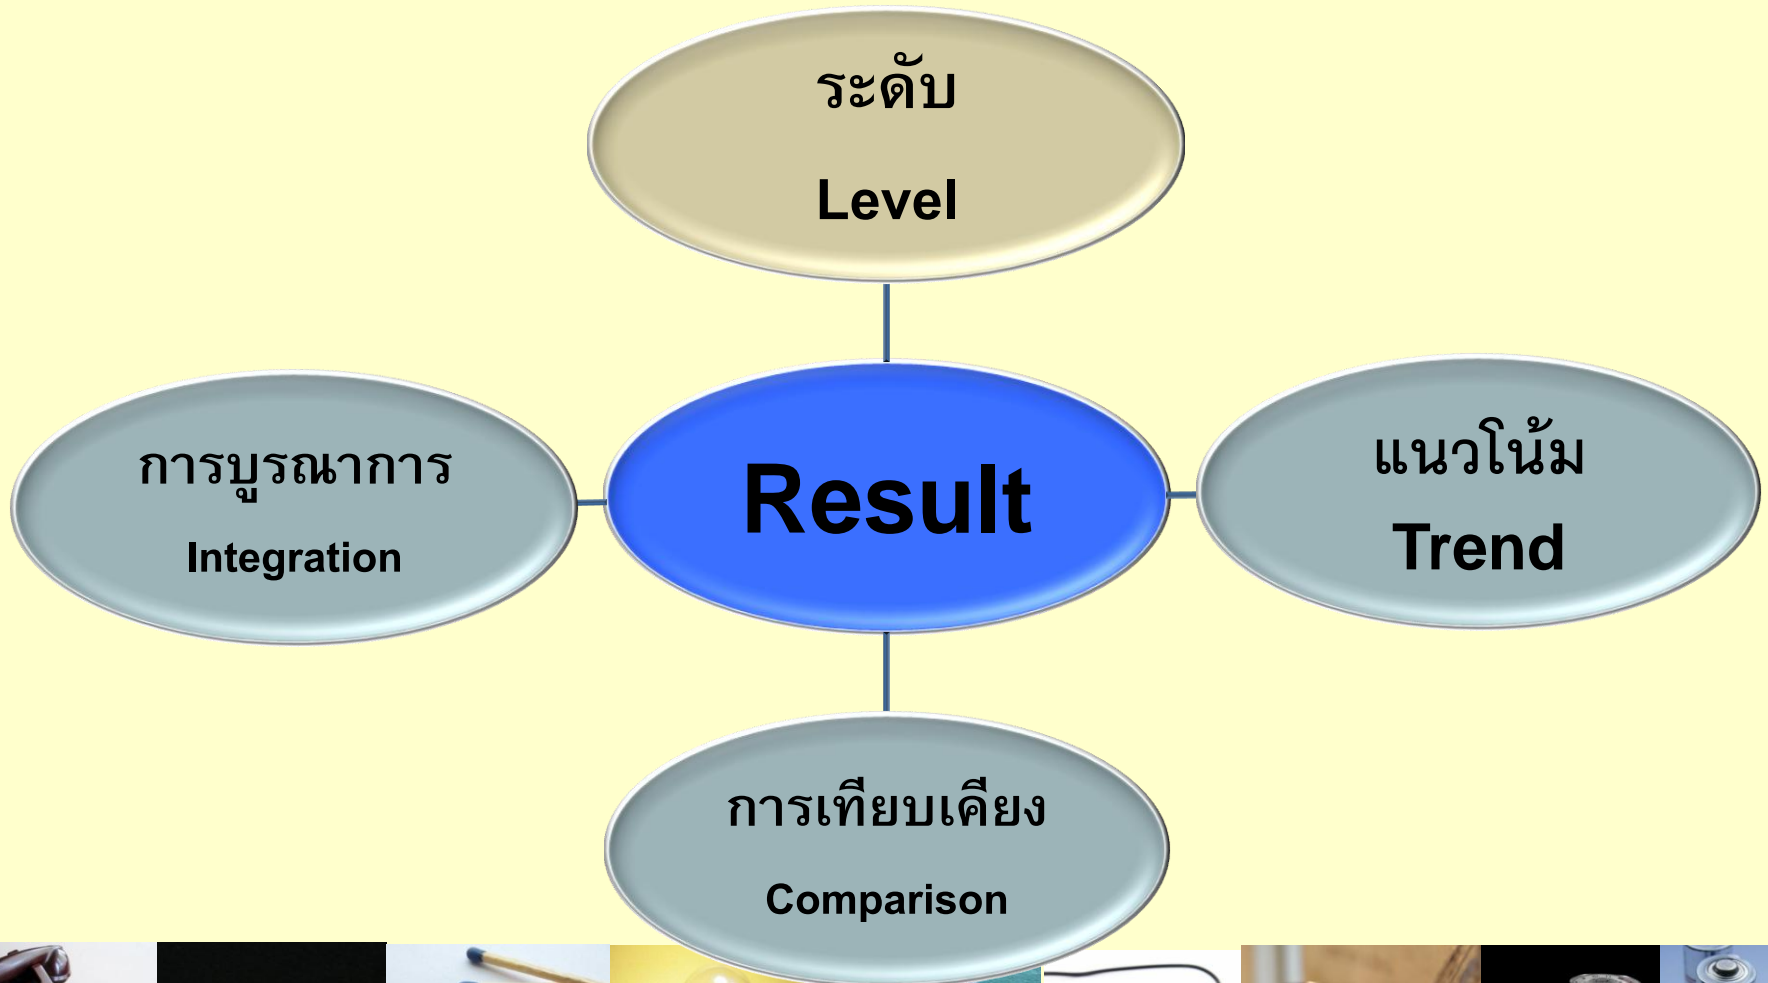 ระดับ
Level
การบูรณาการ
Integration
Result
แนวโน้ม
Trend
การเทียบเคียง
Comparison